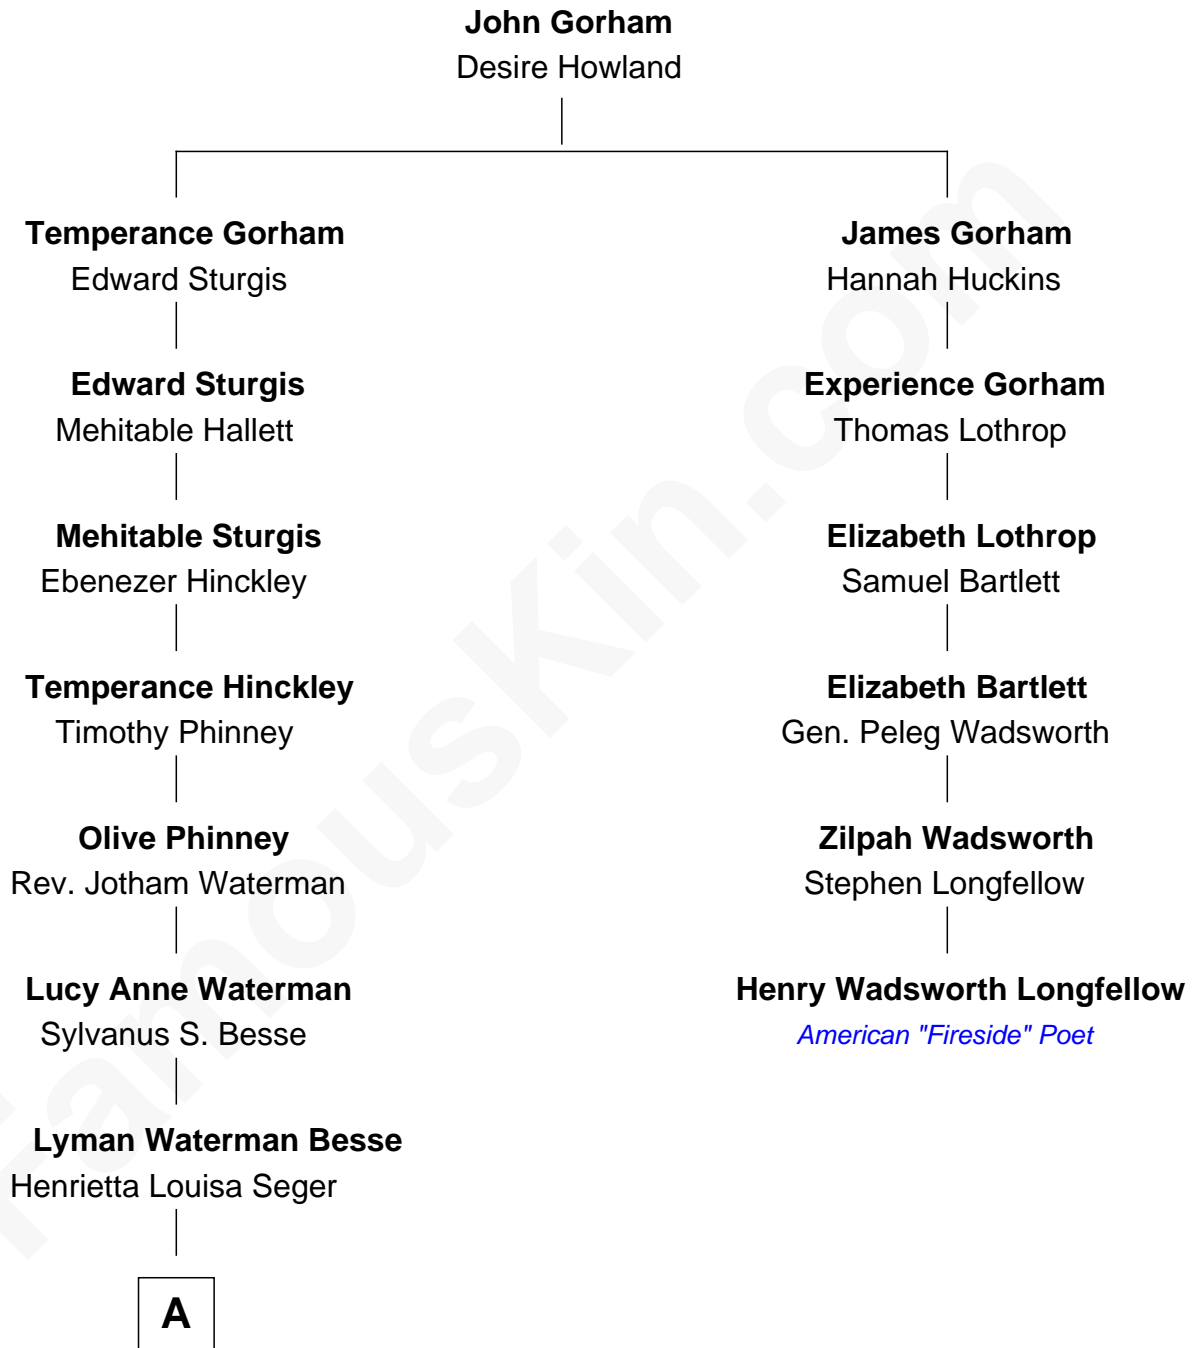 John Gorham
Desire Howland
Temperance Gorham
Edward Sturgis
James Gorham
Hannah Huckins
Edward Sturgis
Mehitable Hallett
Experience Gorham
Thomas Lothrop
Mehitable Sturgis
Ebenezer Hinckley
Elizabeth Lothrop
Samuel Bartlett
Temperance Hinckley
Timothy Phinney
Elizabeth Bartlett
Gen. Peleg Wadsworth
Olive Phinney
Rev. Jotham Waterman
Zilpah Wadsworth
Stephen Longfellow
Lucy Anne Waterman
Sylvanus S. Besse
Henry Wadsworth Longfellow
American "Fireside" Poet
Lyman Waterman Besse
Henrietta Louisa Seger
A
FamousKin.com